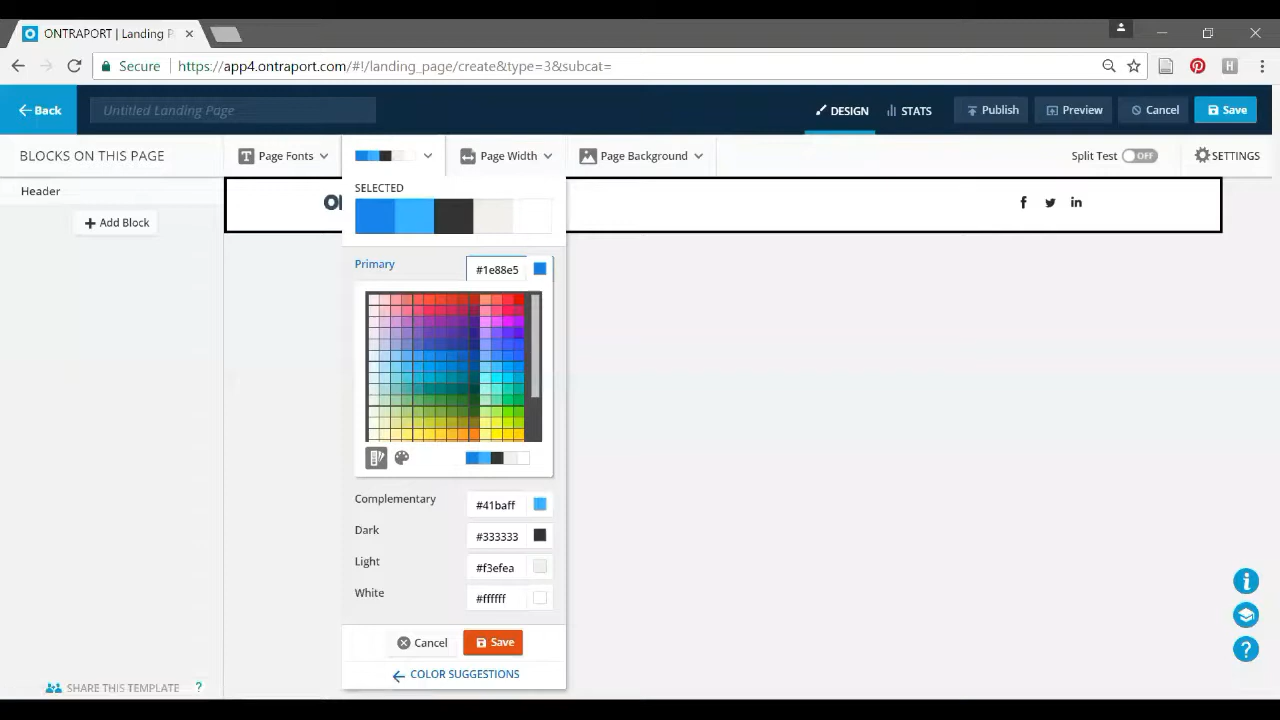 ONTRAPORT | Landing P
Secure
https://app4.ontraport.com/#!/landing_page/create&type=3&subcat=
H
Back
Untitled Landing Page
DESIGN
STATS
Publish
Preview
Cancel
Save
BLOCKS ON THIS PAGE
T Page Fonts
Page Width
Page Background
Split Test
OFF
SETTINGS
SELECTED
Header
Add Block
Primary
#1e88e5
Complementary
#41baff
Dark
#333333
Light
#f3efea
White
#ffffff
Cancel
Save
COLOR SUGGESTIONS
SHARE THIS TEMPLATE ?